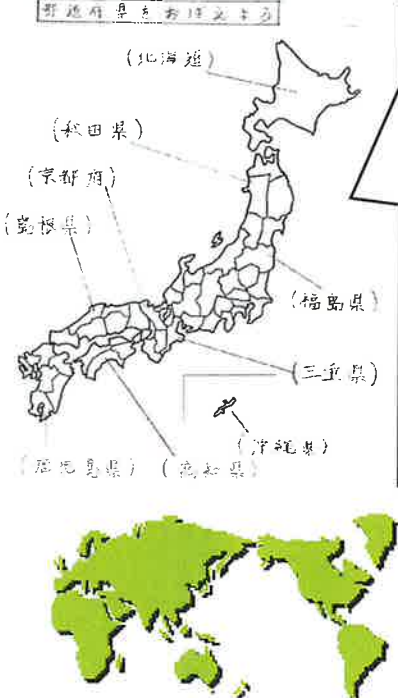 都道府県をおぼえよう
(北海道)
(秋田県)
(京都府)
(島根県)
(福島県)
(三重県)
(沖縄県)
(鹿児島県) (高知県)